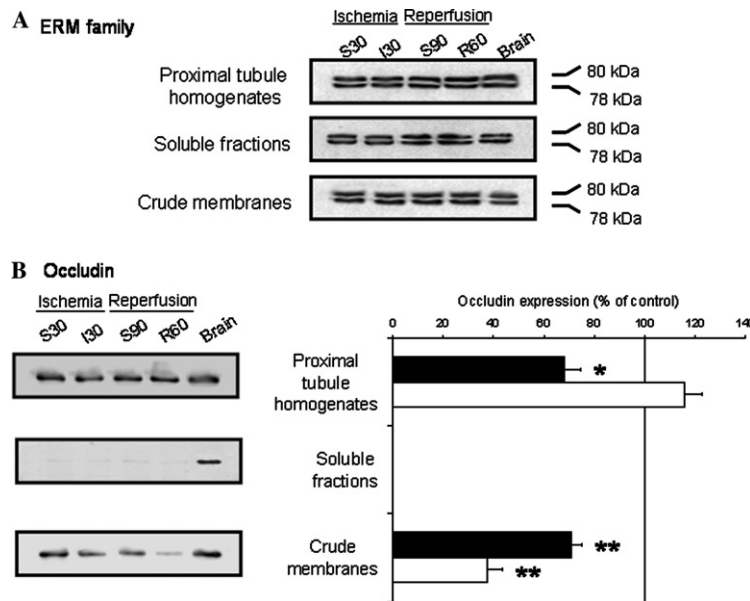 A ERM family
Ischemia Reperfusion
S30 I30 S90 R60 Brain
Proximal tubule
homogenates
80 kDa
78 kDa
Soluble fractions
80 kDa
78 kDa
Crude membranes
80 kDa
78 kDa
B Occludin
Ischemia Reperfusion
S30 I30 S90 R60 Brain
Occludin expression (% of control)
0 20 40 60 80 100 120 140
Proximal
tubule
homogenates
*
Soluble
fractions
Crude
membranes
**
**